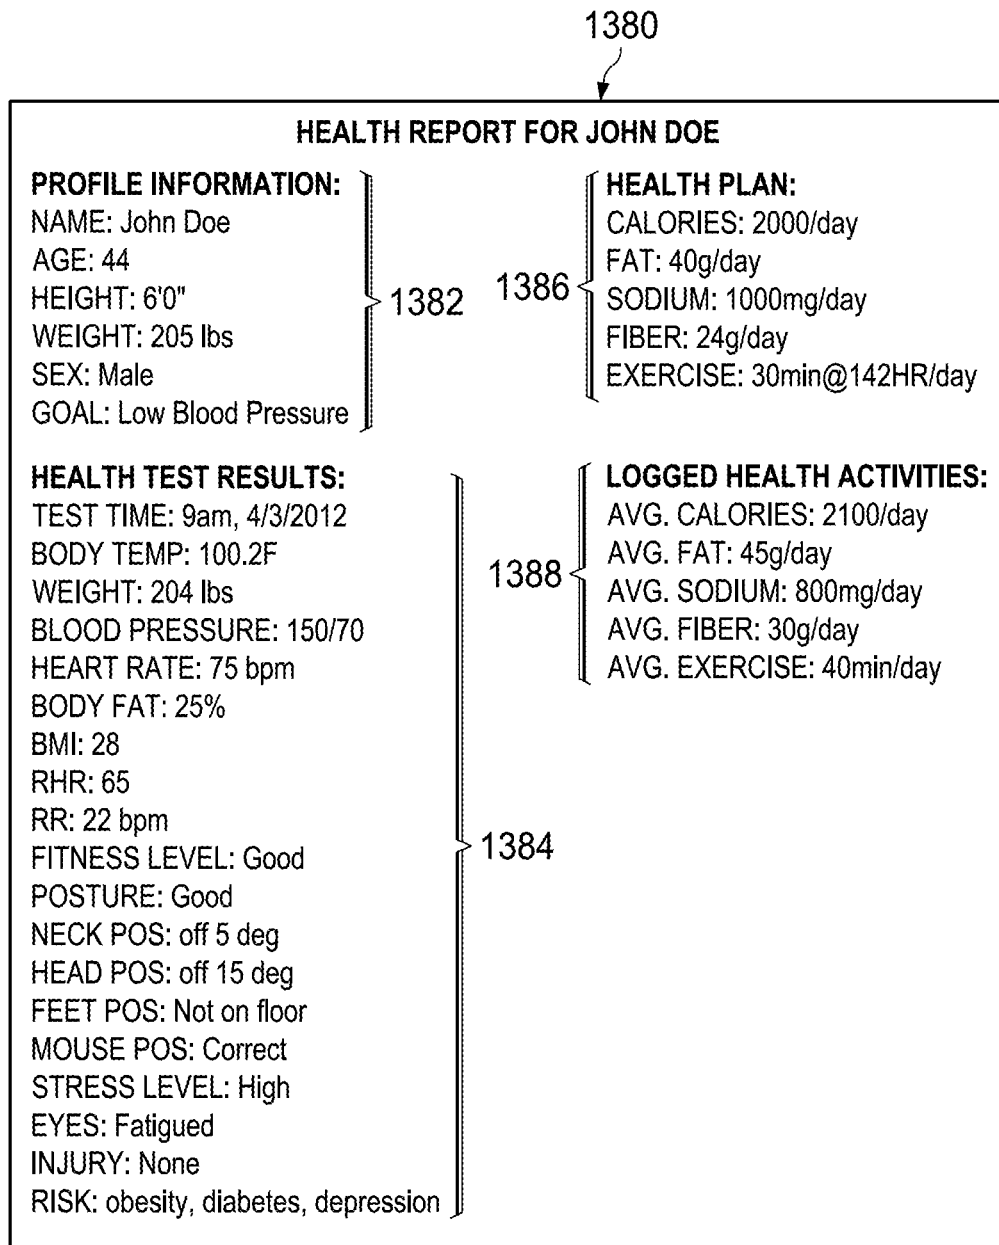 1380
HEALTH REPORT FOR JOHN DOE
PROFILE INFORMATION:
NAME: John Doe
AGE: 44
HEIGHT: 6'0"
WEIGHT: 205 lbs
SEX: Male
GOAL: Low Blood Pressure
1382
HEALTH PLAN:
CALORIES: 2000/day
FAT: 40g/day
SODIUM: 1000mg/day
FIBER: 24g/day
EXERCISE: 30min@142HR/day
1386
HEALTH TEST RESULTS:
TEST TIME: 9am, 4/3/2012
BODY TEMP: 100.2F
WEIGHT: 204 lbs
BLOOD PRESSURE: 150/70
HEART RATE: 75 bpm
BODY FAT: 25%
BMI: 28
RHR: 65
RR: 22 bpm
FITNESS LEVEL: Good
POSTURE: Good
NECK POS: off 5 deg
HEAD POS: off 15 deg
FEET POS: Not on floor
MOUSE POS: Correct
STRESS LEVEL: High
EYES: Fatigued
INJURY: None
RISK: obesity, diabetes, depression
1384
LOGGED HEALTH ACTIVITIES:
AVG. CALORIES: 2100/day
AVG. FAT: 45g/day
AVG. SODIUM: 800mg/day
AVG. FIBER: 30g/day
AVG. EXERCISE: 40min/day
1388